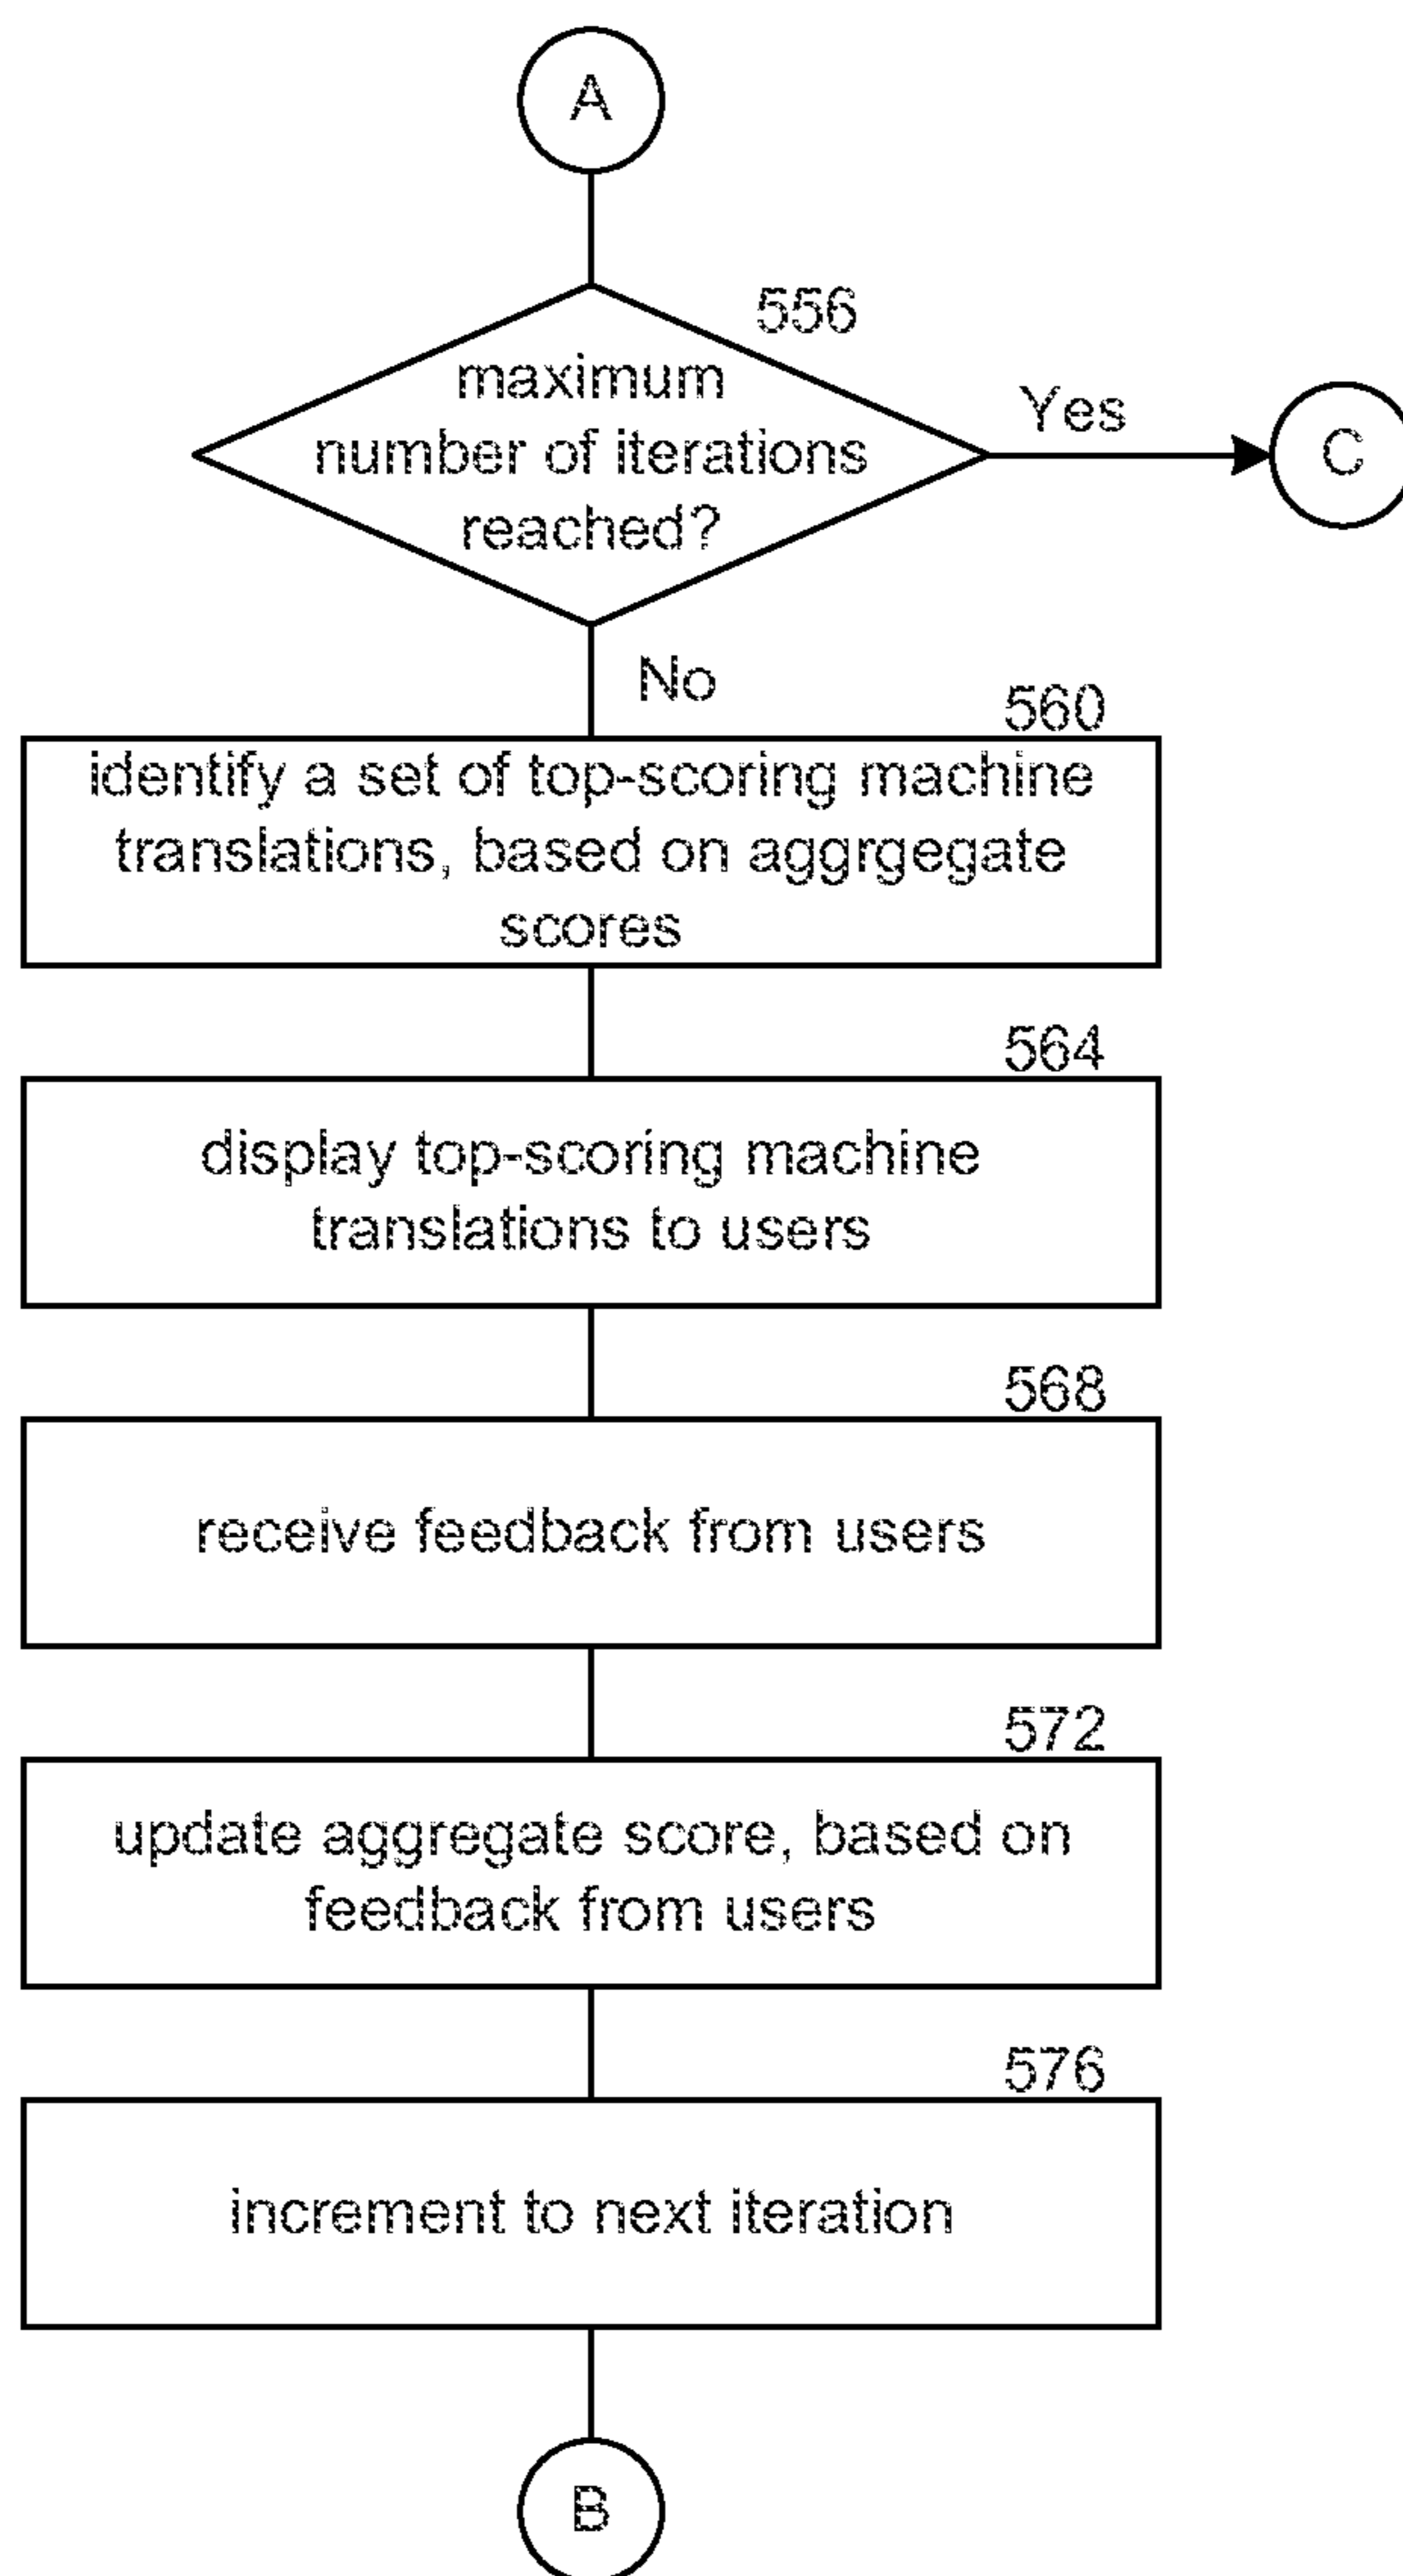 A
556
maximum
number of iterations
reached?
Yes
C
No
560
identify a set of top-scoring machine
translations, based on aggrgegate
scores
564
display top-scoring machine
translations to users
568
receive feedback from users
572
update aggregate score, based on
feedback from users
576
increment to next iteration
B